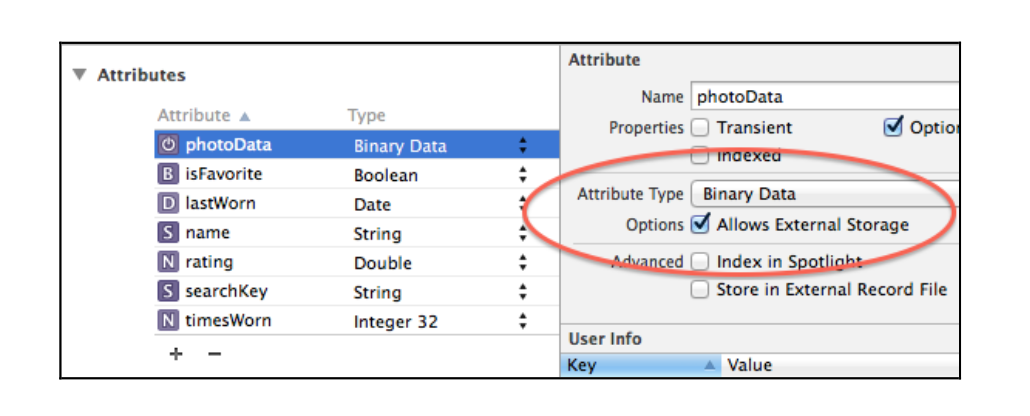 Attributes
Attribute Type
photoData Binary Data
B isFavorite Boolean
D lastWorn Date
S name String
N rating Double
S searchKey String
N timesWorn Integer 32
+ −
Attribute
Name photoData
Properties Transient Option
Indexed
Attribute Type Binary Data
Options Allows External Storage
Advanced Index in Spotlight
Store in External Record File
User Info
Key Value